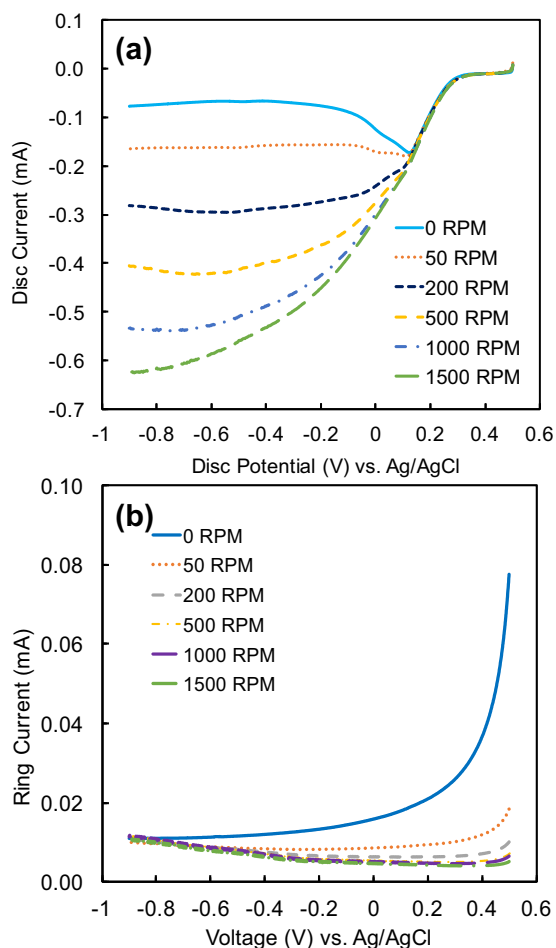 (a)
Disc Current (mA)
0.1
0.0
-0.1
-0.2
-0.3
-0.4
-0.5
-0.6
-0.7
0 RPM
50 RPM
200 RPM
500 RPM
1000 RPM
1500 RPM
-1 -0.8 -0.6 -0.4 -0.2 0 0.2 0.4 0.6
Disc Potential (V) vs. Ag/AgCl
(b)
Ring Current (mA)
0.10
0.08
0.06
0.04
0.02
0.00
0 RPM
50 RPM
200 RPM
500 RPM
1000 RPM
1500 RPM
-1 -0.8 -0.6 -0.4 -0.2 0 0.2 0.4 0.6
Voltage (V) vs. Ag/AgCl